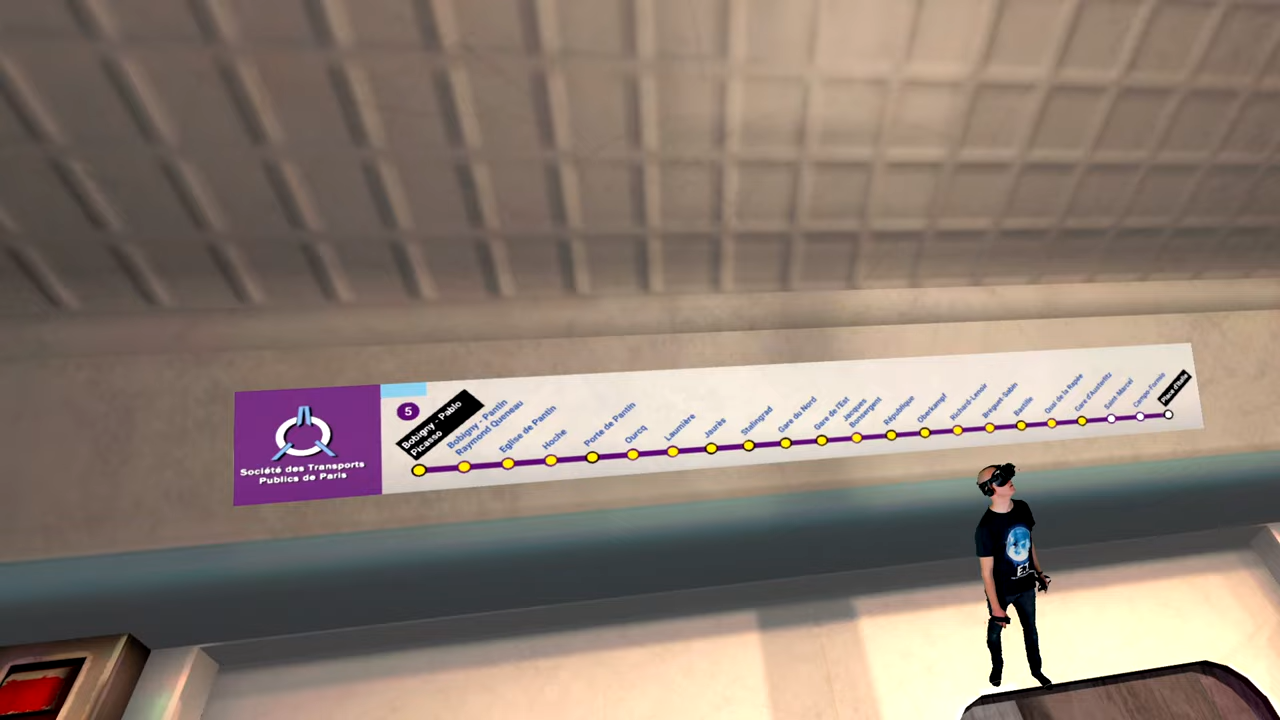 Société des Transports
Publics de Paris
5
Bobigny - Pablo
Picasso
Bobigny - Pantin
Raymond Queneau
Eglise de Pantin
Hoche
Porte de Pantin
Ourcq
Laumière
Jaurès
Stalingrad
Gare du Nord
Gare de l'Est
Jacques
Bonsergent
République
Oberkampf
Richard-Lenoir
Bréguet-Sabin
Bastille
Quai de la Rapée
Gare d'Austerlitz
Saint-Marcel
Campo-Formio
Place d'Italie
E.T.